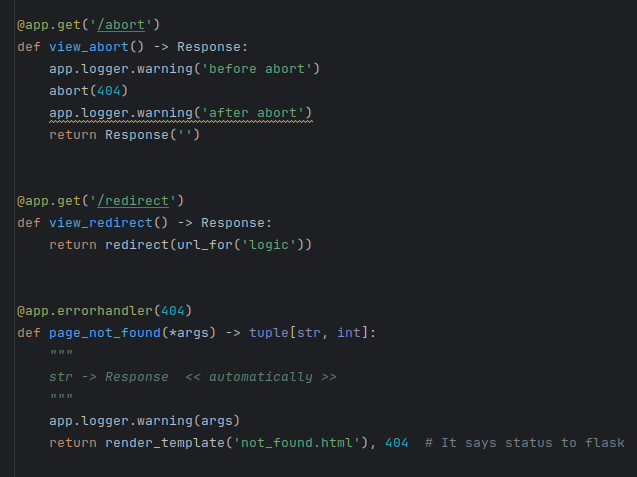 @app.get('/abort')
def view_abort() -> Response:
    app.logger.warning('before abort')
    abort(404)
    app.logger.warning('after abort')
    return Response('')
@app.get('/redirect')
def view_redirect() -> Response:
    return redirect(url_for('logic'))
@app.errorhandler(404)
def page_not_found(*args) -> tuple[str, int]:
    """
    str -> Response  << automatically >>
    """
    app.logger.warning(args)
    return render_template('not_found.html'), 404  # It says status to flask